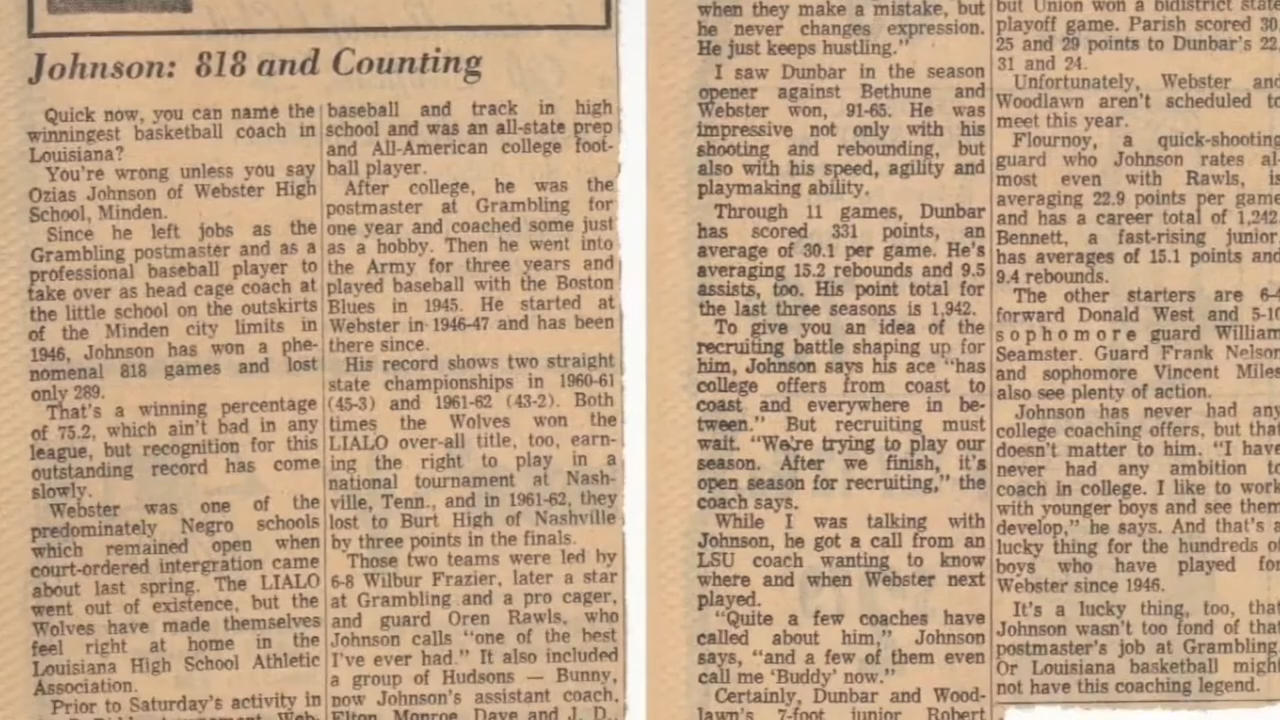 Johnson: 818 and Counting
Quick now, you can name the
winningest basketball coach in
Louisiana?
You're wrong unless you say
Ozias Johnson of Webster High
School, Minden.
Since he left jobs as the
Grambling postmaster and as a
professional baseball player to
take over as head cage coach at
the little school on the outskirts
of the Minden city limits in
1946, Johnson has won a phe-
nomenal 818 games and lost
only 289.
That's a winning percentage
of 75.2, which ain't bad in any
league, but recognition for this
outstanding record has come
slowly.
Webster was one of the
predominately Negro schools
which remained open when
court-ordered intergration came
about last spring. The LIALO
went out of existence, but the
Wolves have made themselves
feel right at home in the
Louisiana High School Athletic
Association.
Prior to Saturday's activity in
baseball and track in high
school and was an all-state prep
and All-American college foot-
ball player.
After college, he was the
postmaster at Grambling for
one year and coached some just
as a hobby. Then he went into
the Army for three years and
played baseball with the Boston
Blues in 1945. He started at
Webster in 1946-47 and has been
there since.
His record shows two straight
state championships in 1960-61
(45-3) and 1961-62 (43-2). Both
times the Wolves won the
LIALO over-all title, too, earn-
ing the right to play in a
national tournament at Nash-
ville, Tenn., and in 1961-62, they
lost to Burt High of Nashville
by three points in the finals.
Those two teams were led by
6-8 Wilbur Frazier, later a star
at Grambling and a pro cager,
and guard Oren Rawls, who
Johnson calls "one of the best
I've ever had." It also included
a group of Hudsons — Bunny,
now Johnson's assistant coach,
Elton, Monroe, Dave and J. D.,
when they make a mistake, but
he never changes expression.
He just keeps hustling."
I saw Dunbar in the season
opener against Bethune and
Webster won, 91-65. He was
impressive not only with his
shooting and rebounding, but
also with his speed, agility and
playmaking ability.
Through 11 games, Dunbar
has scored 331 points, an
average of 30.1 per game. He's
averaging 15.2 rebounds and 9.5
assists, too. His point total for
the last three seasons is 1,942.
To give you an idea of the
recruiting battle shaping up for
him, Johnson says his ace "has
college offers from coast to
coast and everywhere in be-
tween." But recruiting must
wait. "We're trying to play our
season. After we finish, it's
open season for recruiting," the
coach says.
While I was talking with
Johnson, he got a call from an
LSU coach wanting to know
where and when Webster next
played.
"Quite a few coaches have
called about him," Johnson
says, "and a few of them even
call me 'Buddy' now."
Certainly, Dunbar and Wood-
lawn's 7-foot junior Robert
but Union won a bidistrict state
playoff game. Parish scored 30,
25 and 29 points to Dunbar's 22,
31 and 24.
Unfortunately, Webster and
Woodlawn aren't scheduled to
meet this year.
Flournoy, a quick-shooting
guard who Johnson rates al-
most even with Rawls, is
averaging 22.9 points per game
and has a career total of 1,242.
Bennett, a fast-rising junior,
has averages of 15.1 points and
9.4 rebounds.
The other starters are 6-4
forward Donald West and 5-10
sophomore guard William
Seamster. Guard Frank Nelson
and sophomore Vincent Miles
also see plenty of action.
Johnson has never had any
college coaching offers, but that
doesn't matter to him. "I have
never had any ambition to
coach in college. I like to work
with younger boys and see them
develop," he says. And that's a
lucky thing for the hundreds of
boys who have played for
Webster since 1946.
It's a lucky thing, too, that
Johnson wasn't too fond of that
postmaster's job at Grambling.
Or Louisiana basketball might
not have this coaching legend.